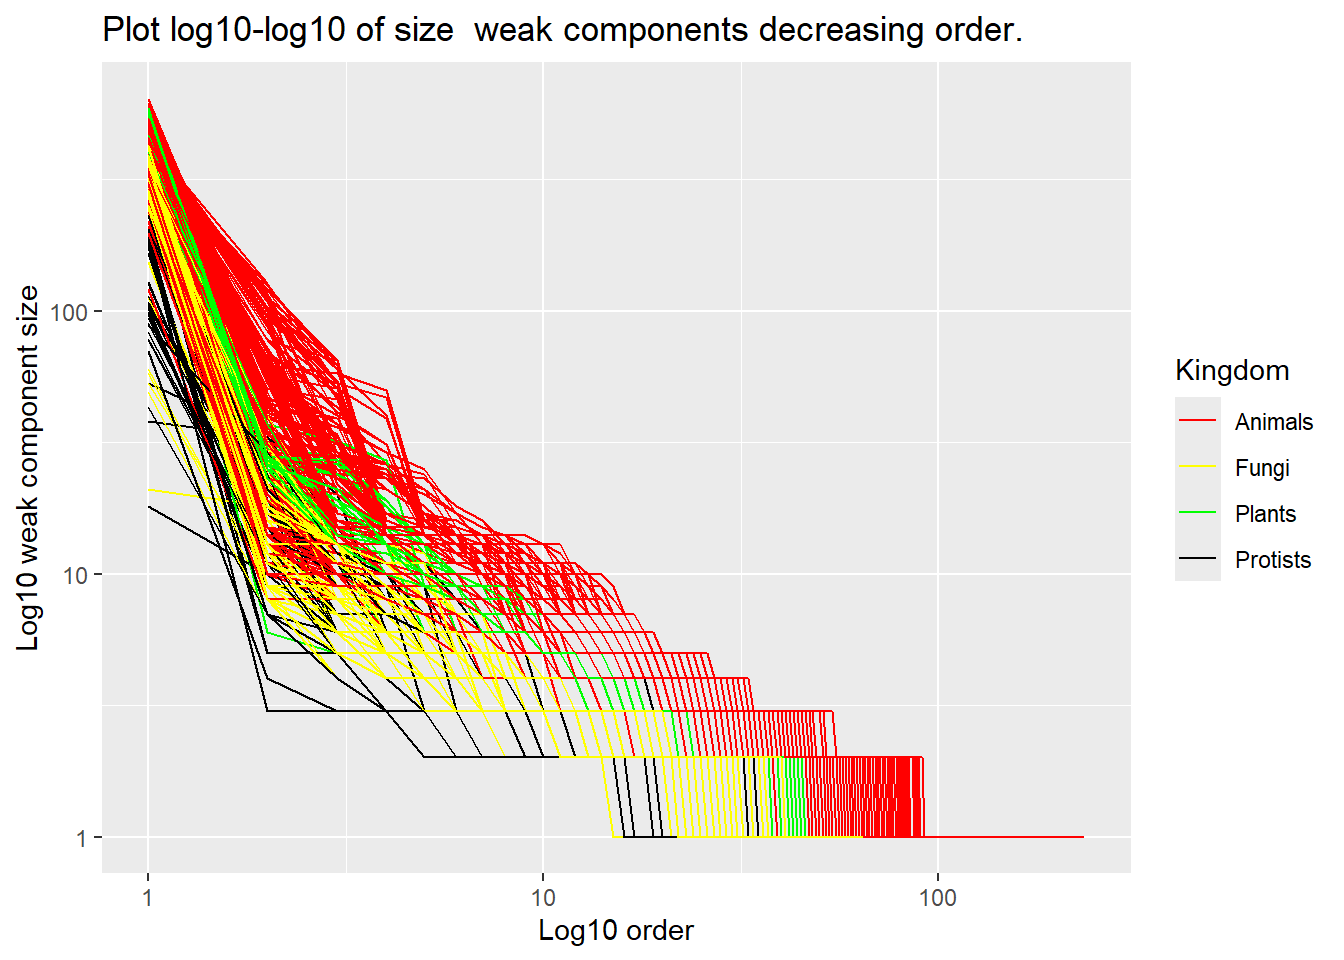 Plot log10-log10 of size  weak components decreasing order.
Log10 weak component size
100
10
1
1
10
100
Log10 order
Kingdom
Animals
Fungi
Plants
Protists